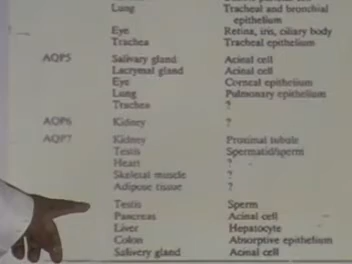 Lung Tracheal and bronchial
epithelium
Eye Retina, iris, ciliary body
Trachea Tracheal epithelium
AQP5 Salivary gland Acinal cell
Lacrymal gland Acinal cell
Eye Corneal epithelium
Lung Pulmonary epithelium
Trachea ?
AQP6 Kidney ?
AQP7 Kidney Proximal tubule
Testis Spermatid/sperm
Heart ?
Skeletal muscle ?
Adipose tissue ?
Testis Sperm
Pancreas Acinal cell
Liver Hepatocyte
Colon Absorptive epithelium
Salivery gland Acinal cell